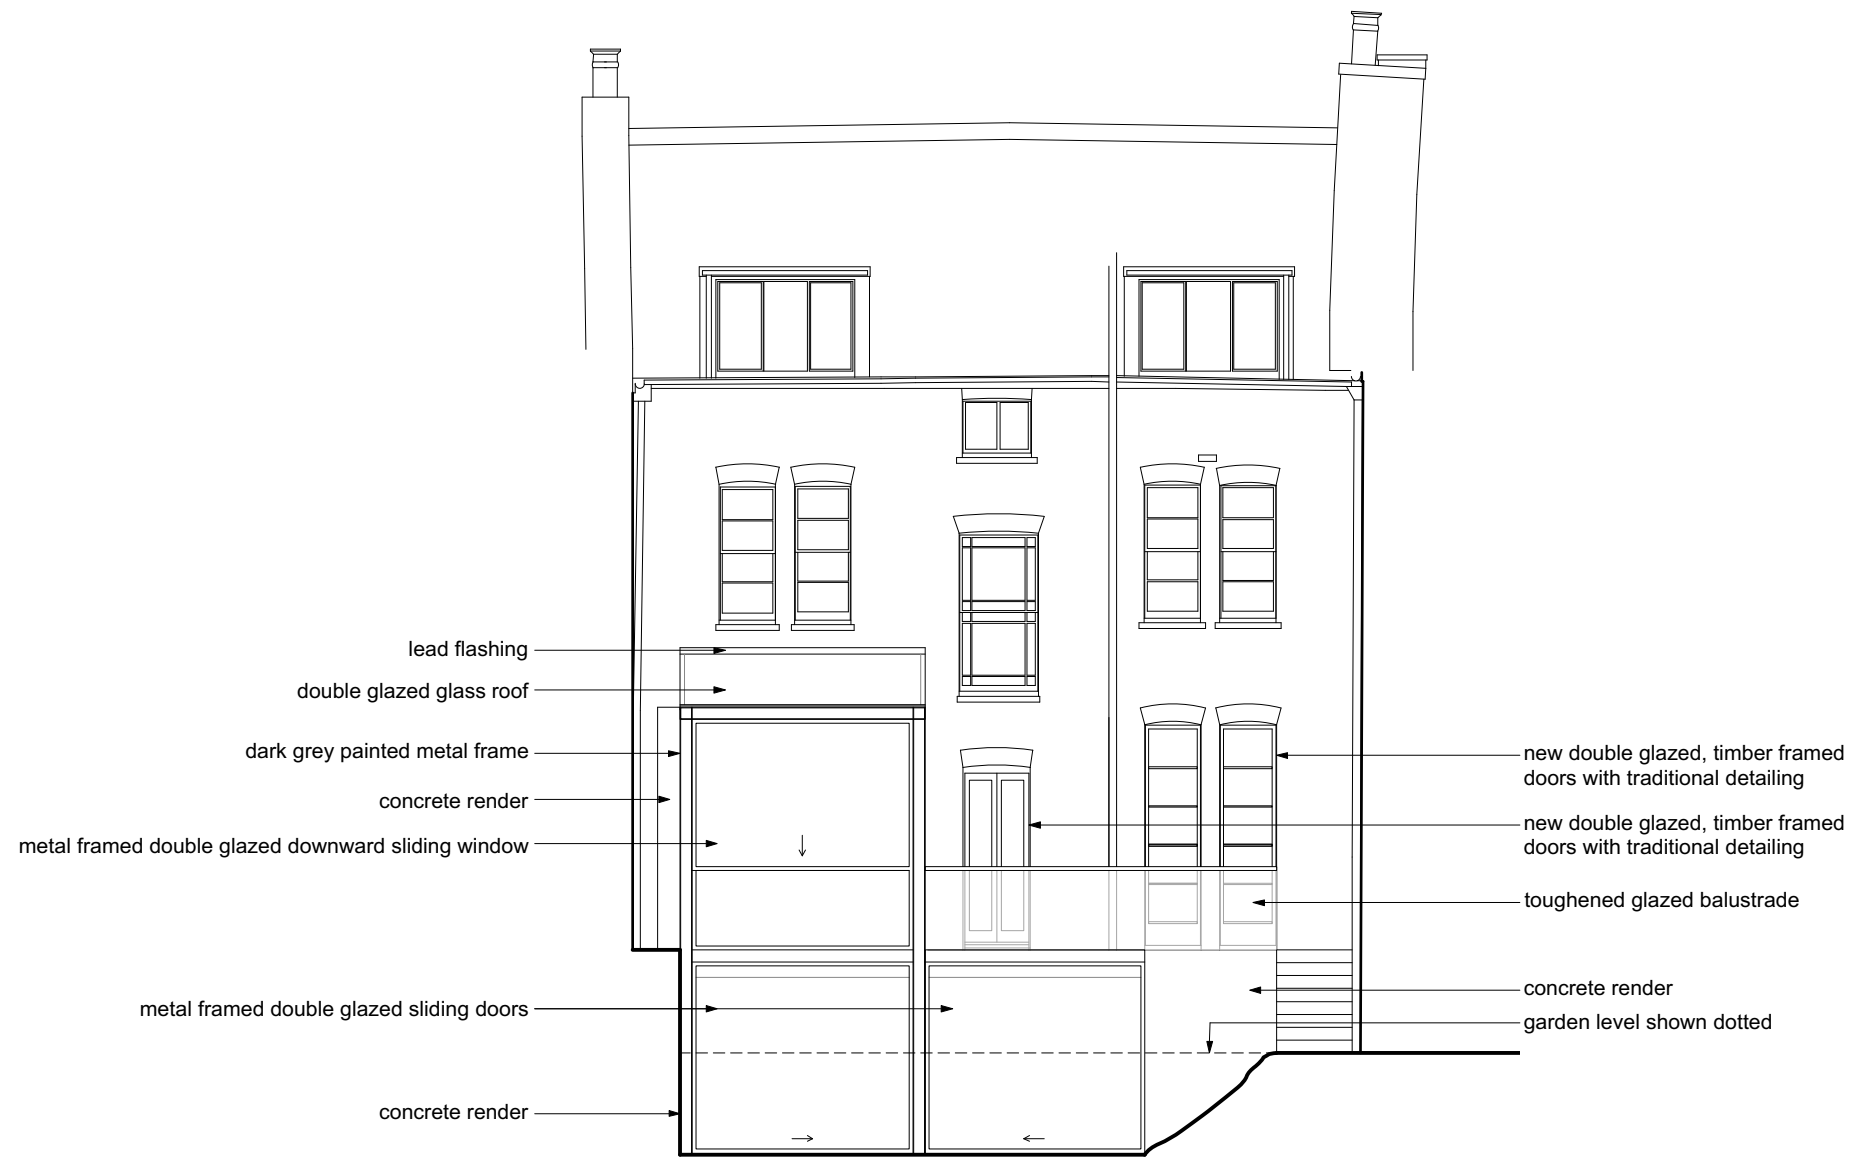 lead flashing
double glazed glass roof
dark grey painted metal frame
concrete render
metal framed double glazed downward sliding window
metal framed double glazed sliding doors
concrete render
new double glazed, timber framed
doors with traditional detailing
new double glazed, timber framed
doors with traditional detailing
toughened glazed balustrade
concrete render
garden level shown dotted